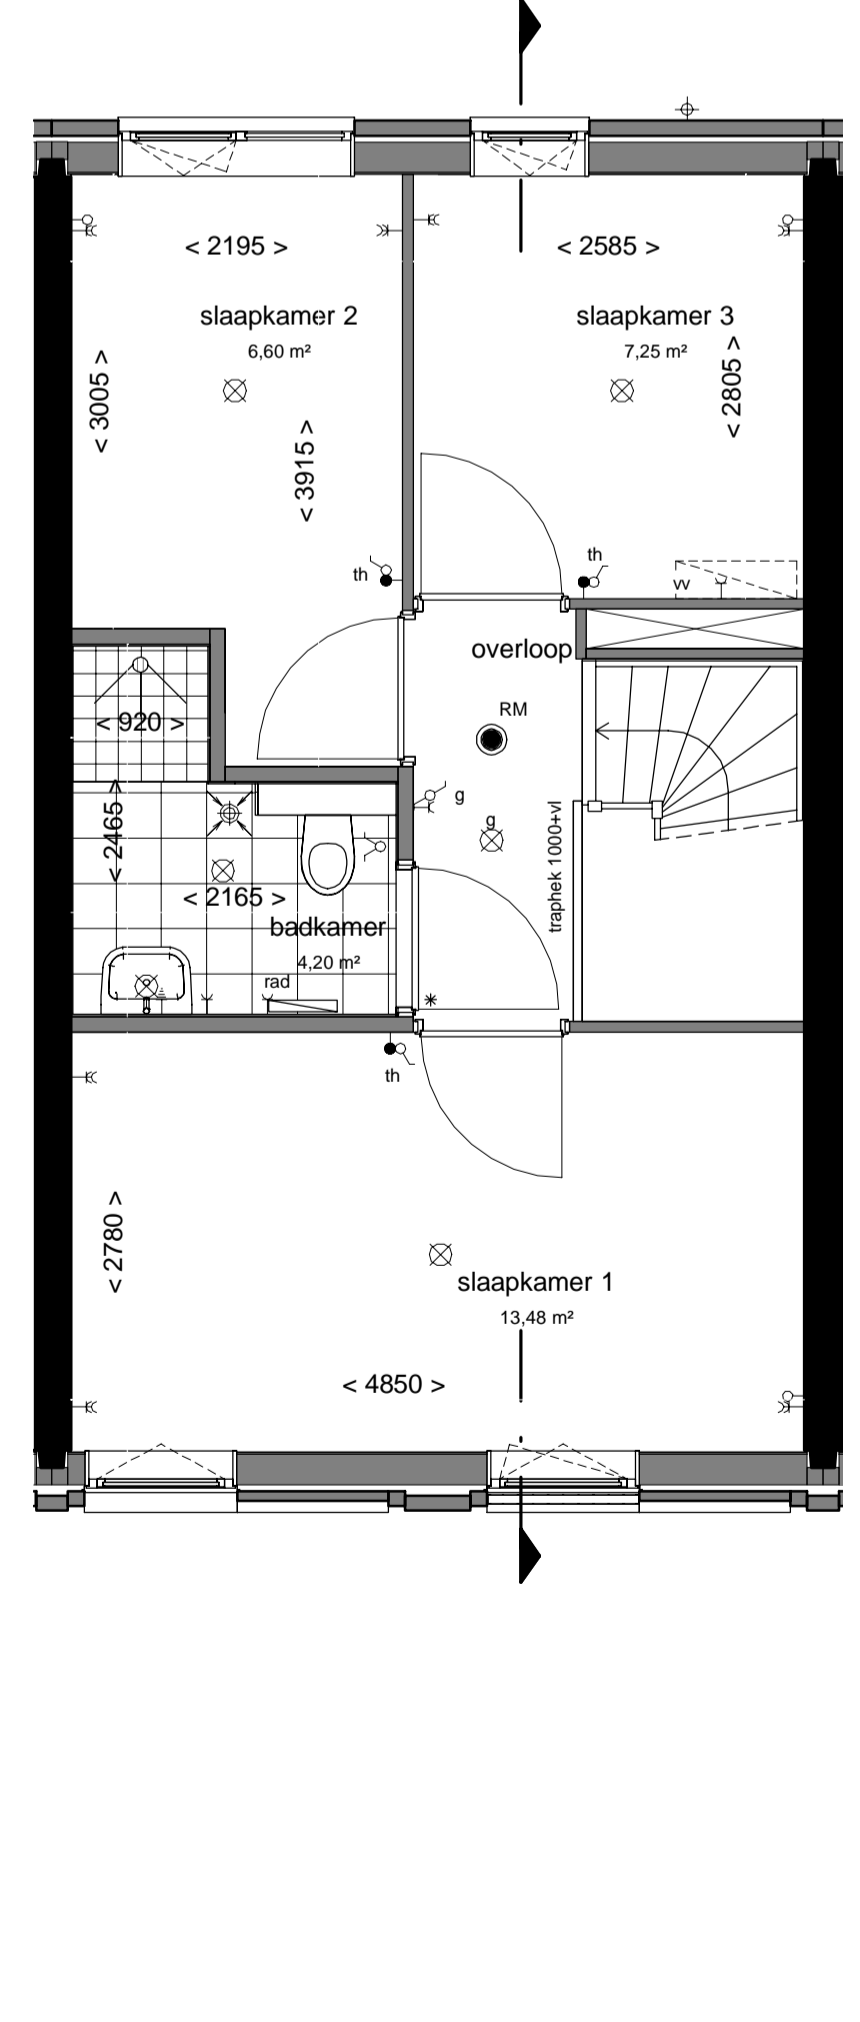 < 2195 >
< 2585 >
slaapkamer 2
slaapkamer 3
6,60 m²
7,25 m²
< 3005 >
< 2805 >
< 3915 >
th
th
vv
overloop
< 920 >
RM
g
g
< 2465 >
traphek 1000+vl
< 2165 >
badkamer
4,20 m²
rad
*
th
< 2780 >
slaapkamer 1
13,48 m²
< 4850 >